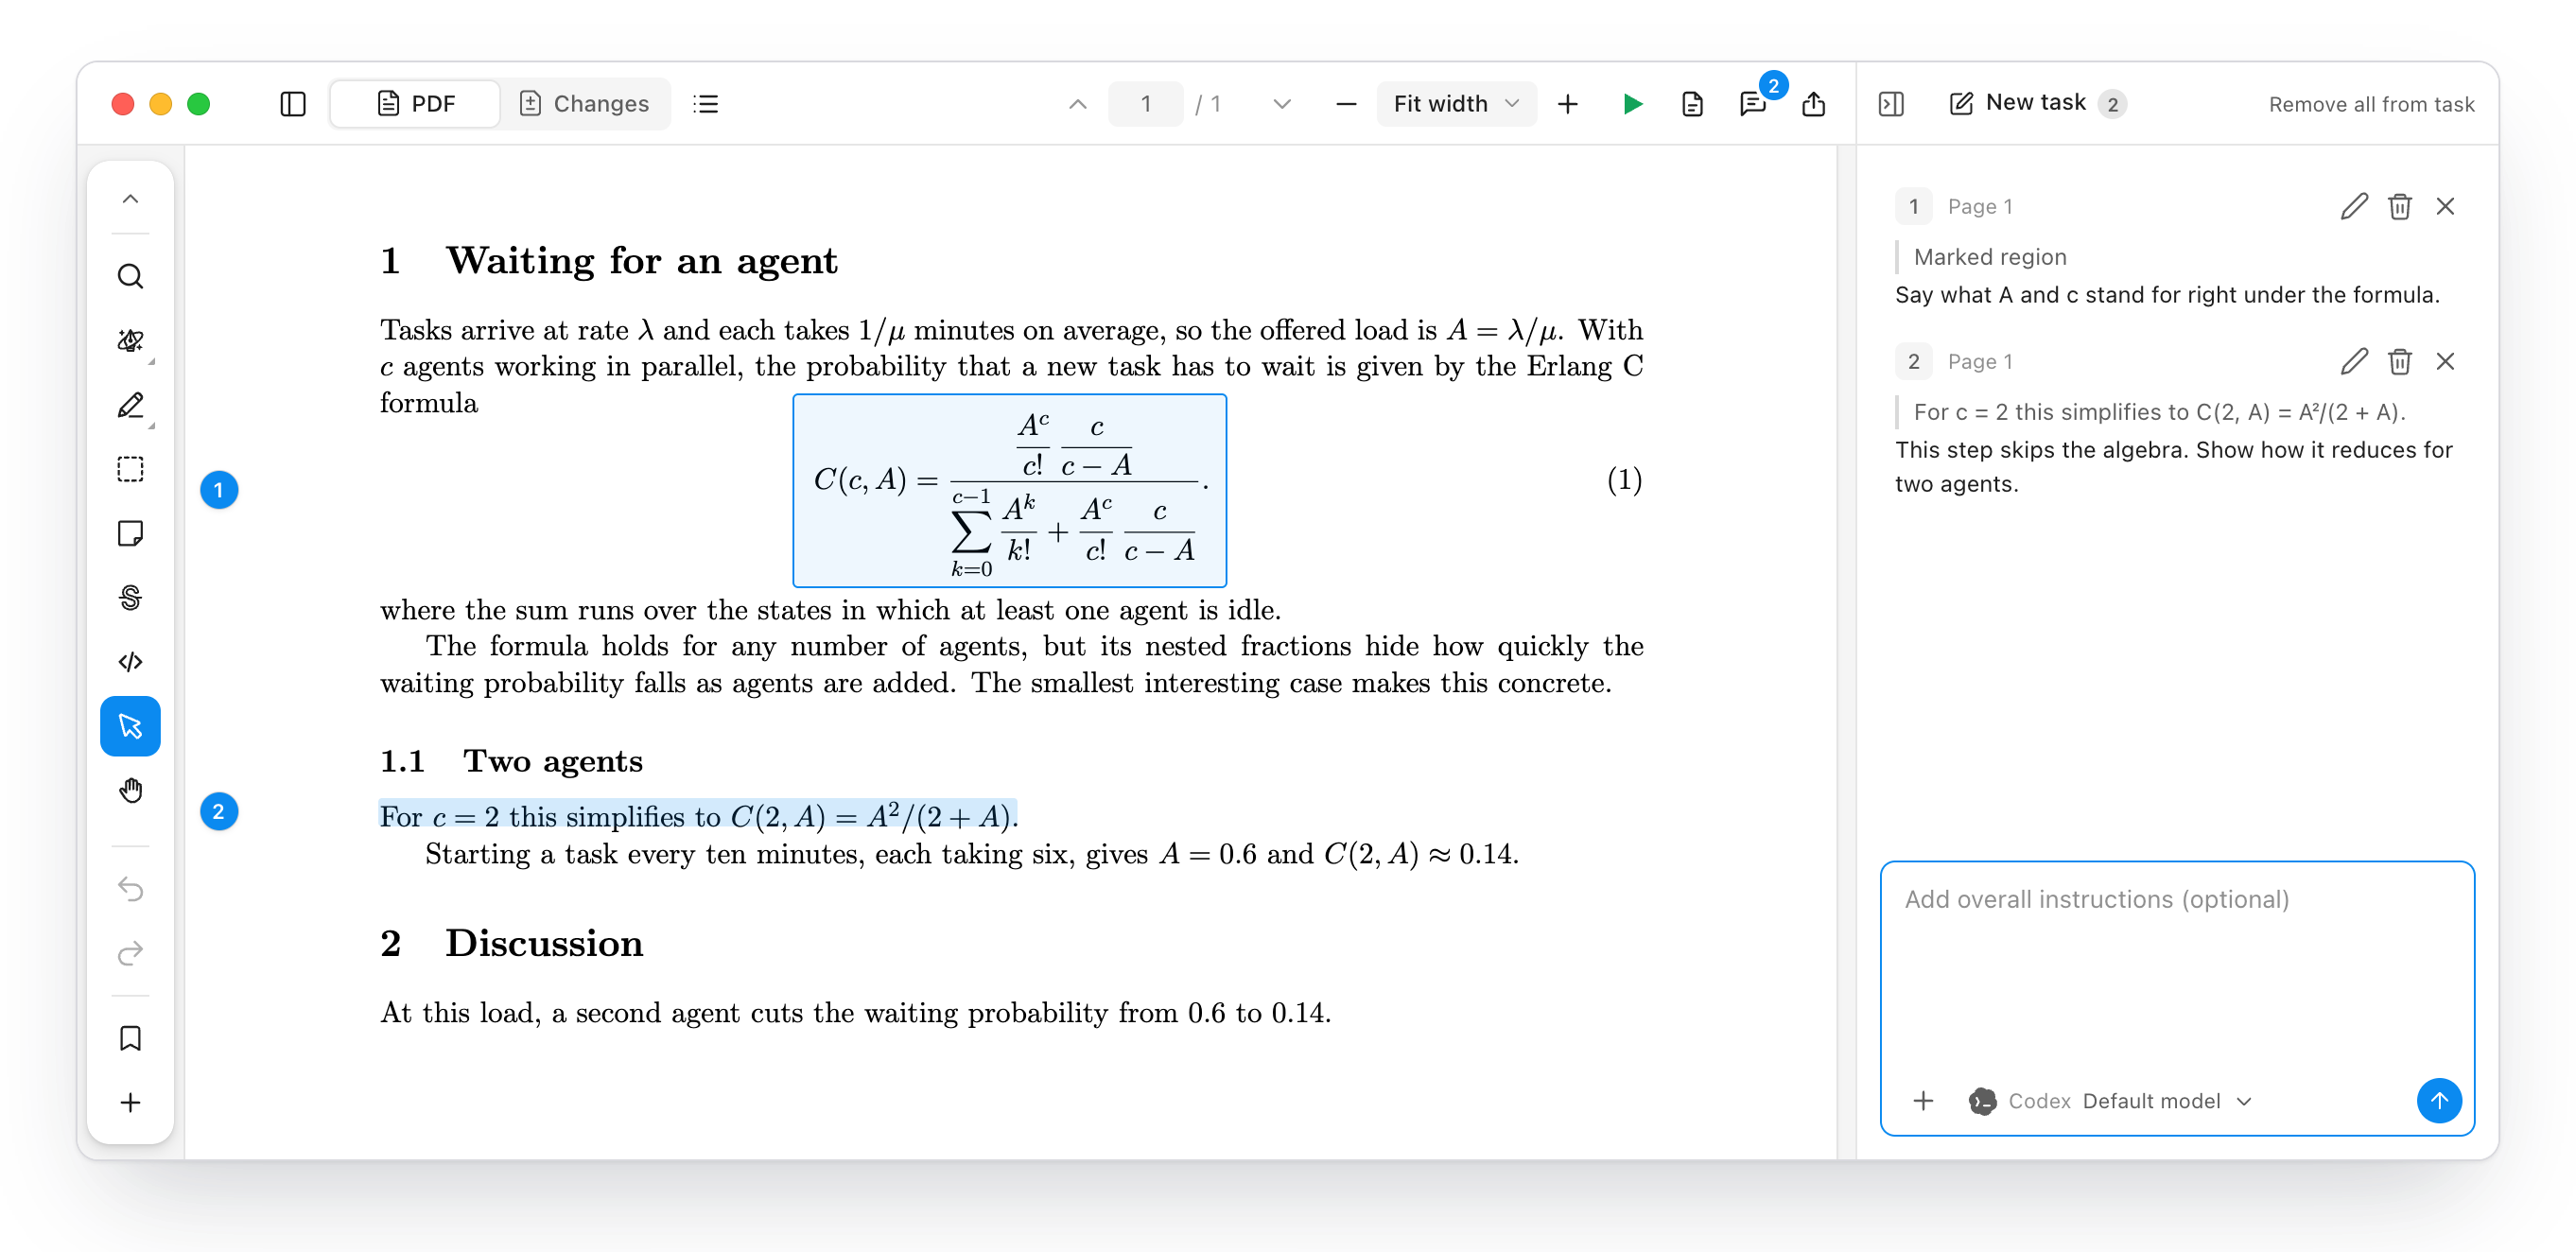 PDF
Changes
1 / 1
Fit width
2
New task 2
Remove all from task
1 Waiting for an agent
Tasks arrive at rate λ and each takes 1/μ minutes on average, so the offered load is A = λ/μ. With
c agents working in parallel, the probability that a new task has to wait is given by the Erlang C
formula
1
C(c, A) = \frac{\frac{A^c}{c!} \frac{c}{c − A}}{\sum_{k=0}^{c−1} \frac{A^k}{k!} + \frac{A^c}{c!} \frac{c}{c − A}}. (1)
where the sum runs over the states in which at least one agent is idle.
The formula holds for any number of agents, but its nested fractions hide how quickly the
waiting probability falls as agents are added. The smallest interesting case makes this concrete.
1.1 Two agents
2
For c = 2 this simplifies to C(2, A) = A²/(2 + A).
Starting a task every ten minutes, each taking six, gives A = 0.6 and C(2, A) ≈ 0.14.
2 Discussion
At this load, a second agent cuts the waiting probability from 0.6 to 0.14.
1 Page 1
Marked region
Say what A and c stand for right under the formula.
2 Page 1
For c = 2 this simplifies to C(2, A) = A²/(2 + A).
This step skips the algebra. Show how it reduces for
two agents.
Add overall instructions (optional)
Codex Default model